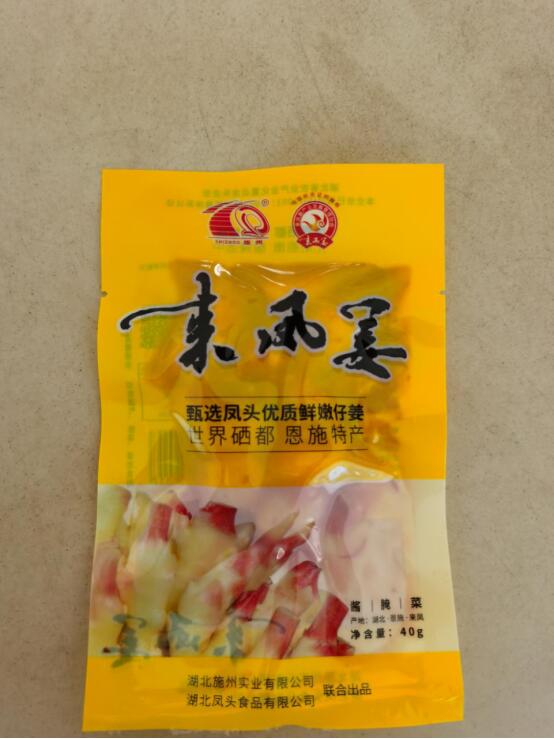 SHIZHOU 施州
®
来凤姜
甄选凤头优质鲜嫩仔姜
世界硒都 恩施特产
酱｜腌｜菜
产地：湖北·恩施·来凤
净含量：40g
湖北施州实业有限公司
湖北凤头食品有限公司
联合出品